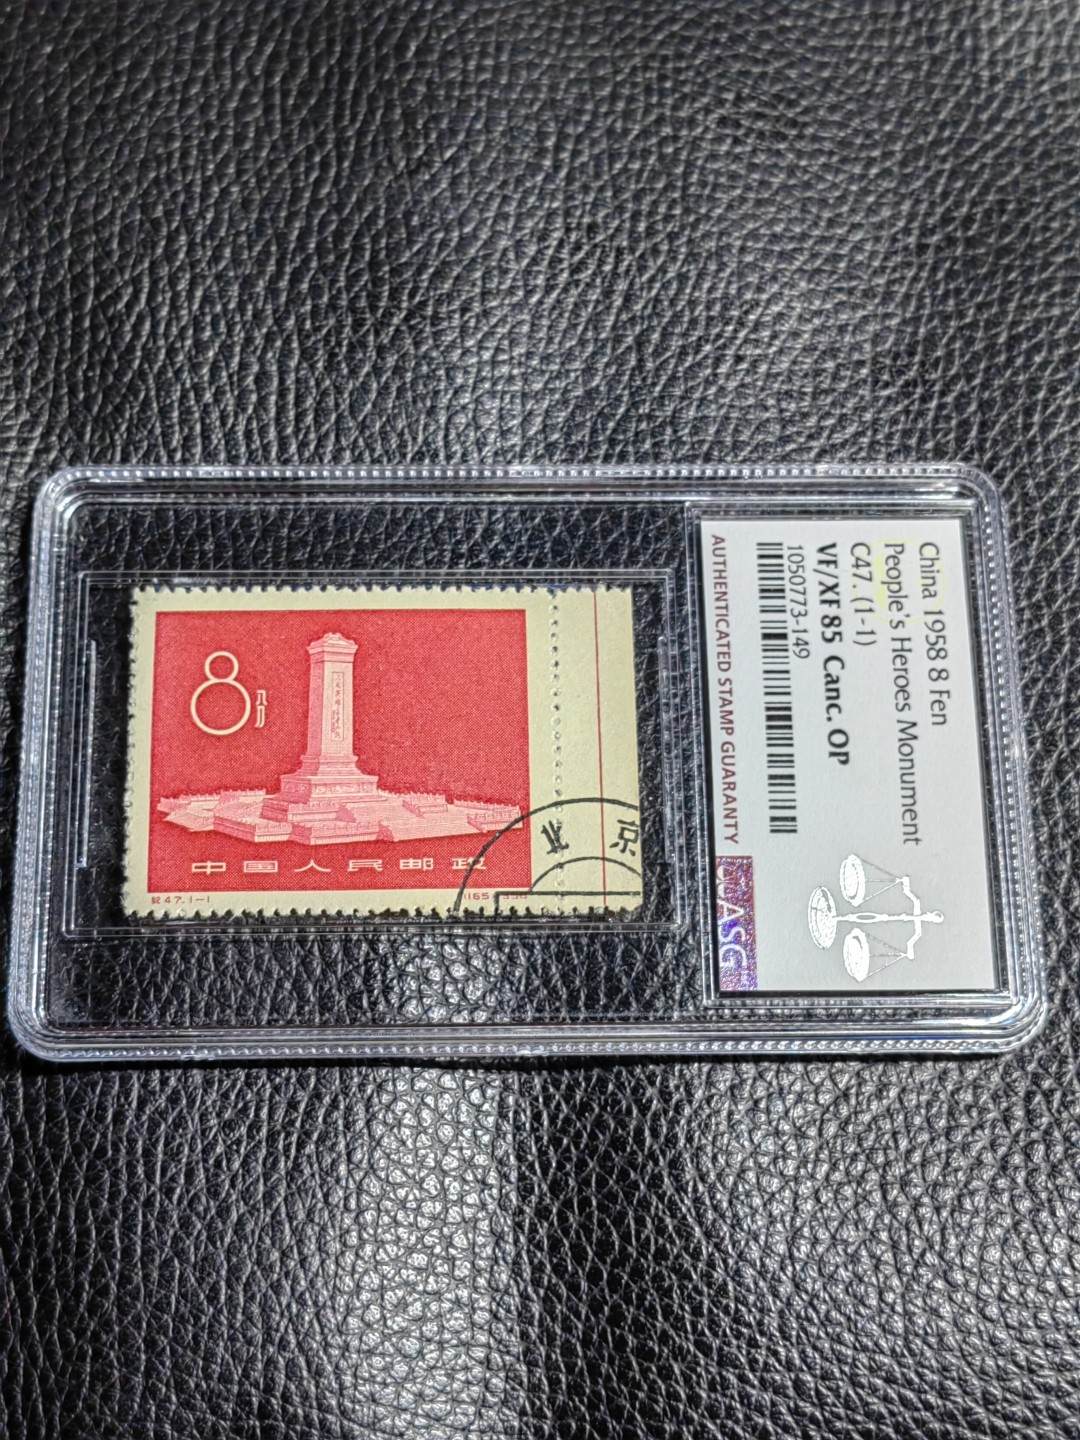 8分
中国人民邮政
纪47.1-1
China 1958 8 Fen
People's Heroes Monument
C47. (1-1)
VF/XF 85 Canc. OP
1050773-149
AUTHENTICATED STAMP GUARANTY
ASG
京